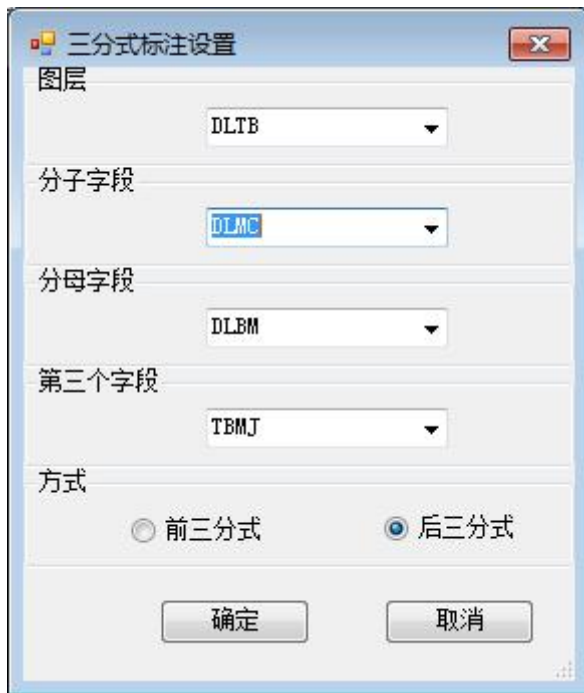 三分式标注设置
图层
DLTB
分子字段
DLMC
分母字段
DLBM
第三个字段
TBMJ
方式
前三分式 后三分式
确定 取消